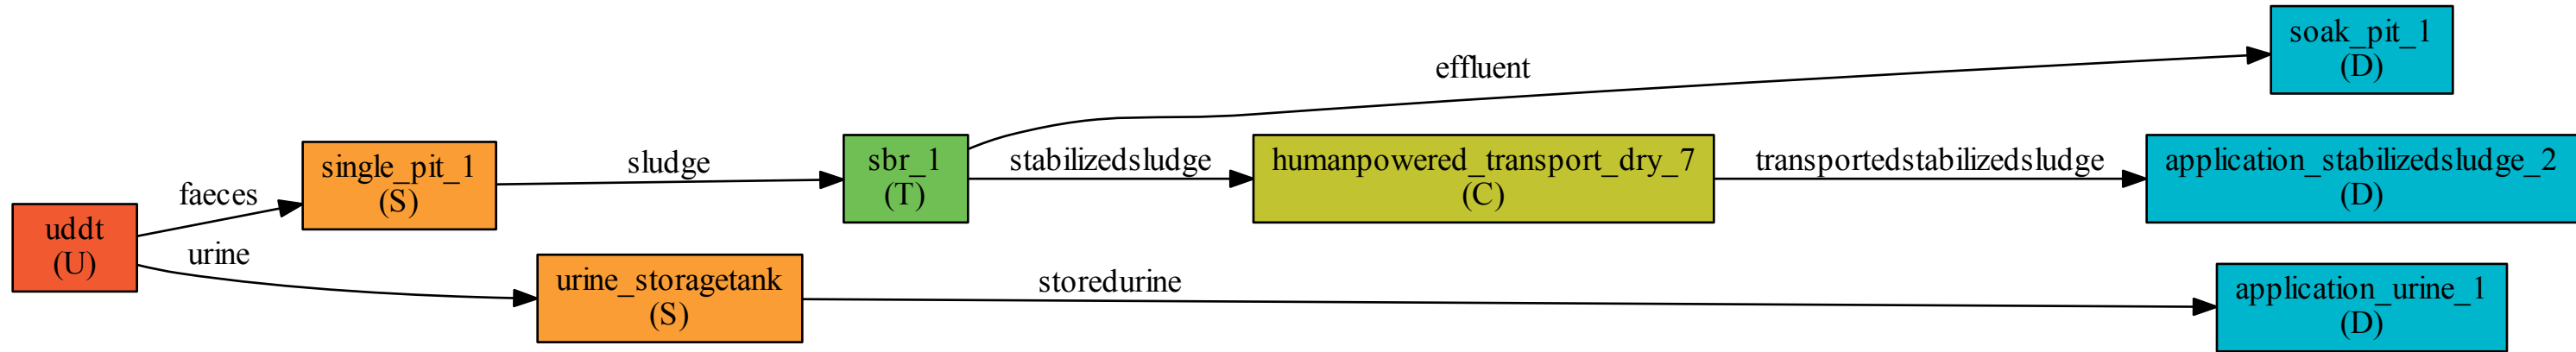 uddt
(U)
faeces
urine
single_pit_1
(S)
urine_storagetank
(S)
sludge
storedurine
sbr_1
(T)
effluent
stabilizedsludge
humanpowered_transport_dry_7
(C)
transportedstabilizedsludge
soak_pit_1
(D)
application_stabilizedsludge_2
(D)
application_urine_1
(D)